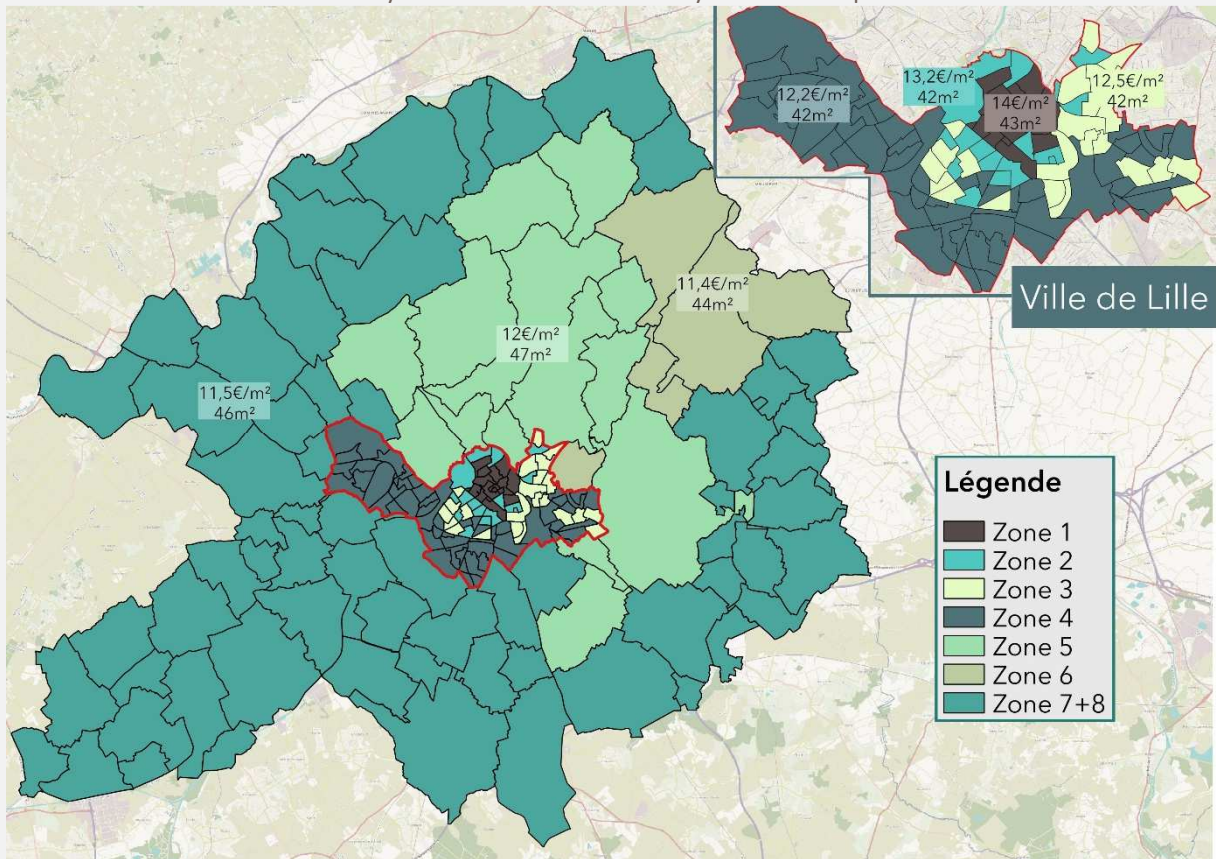 13,2€/m²
42m²
12,5€/m²
42m²
12,2€/m²
42m²
14€/m²
43m²
Ville de Lille
11,4€/m²
44m²
12€/m²
47m²
11,5€/m²
46m²
Légende
Zone 1
Zone 2
Zone 3
Zone 4
Zone 5
Zone 6
Zone 7+8